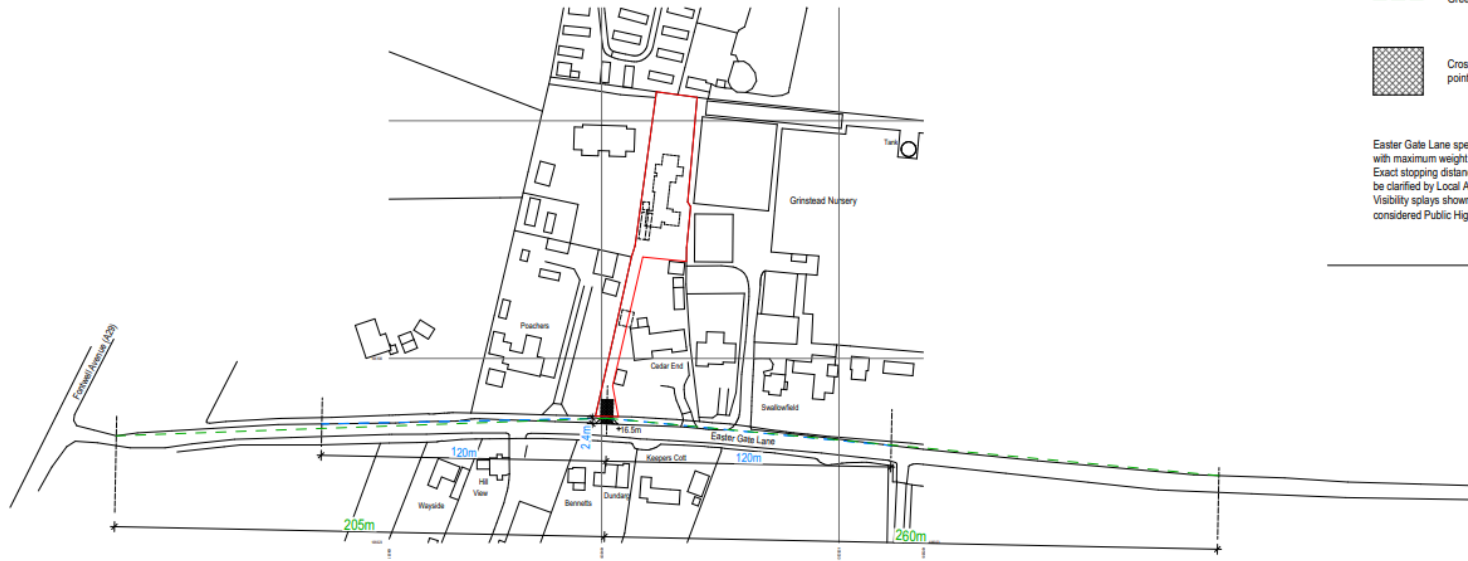 Cros
point
Tank
Easter Gate Lane spe
with maximum weight
Exact stopping distanc
be clarified by Local A
Visibility splays shown
considered Public Hig
Grinstead Nursery
Poachers
Fontwell Avenue (A29)
Cedar End
Swallowfield
2.4m
+16.5m
Easter Gate Lane
120m
Keepers Cott
120m
Hill
View
Wayside
Bennetts
Dundarg
205m
260m